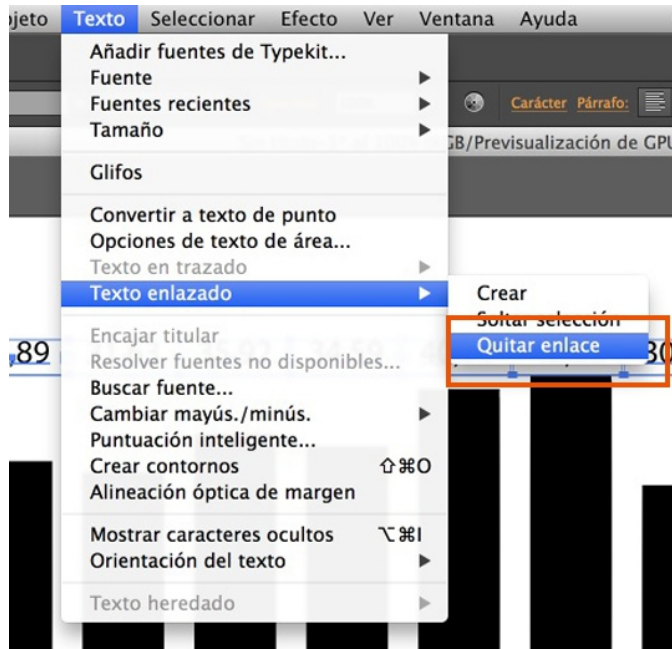 jeto Texto Seleccionar Efecto Ver Ventana Ayuda
Añadir fuentes de Typekit...
Fuente
Fuentes recientes
Carácter Párrafo:
Tamaño
GB/Previsualización de GPU
Glifos
Convertir a texto de punto
Opciones de texto de área...
Texto en trazado
Texto enlazado
Crear
Soltar selección
Quitar enlace
,89
30
Encajar titular
Resolver fuentes no disponibles...
Buscar fuente...
Cambiar mayús./minús.
Puntuación inteligente...
Crear contornos ⇧⌘O
Alineación óptica de margen
Mostrar caracteres ocultos ⌥⌘I
Orientación del texto
Texto heredado